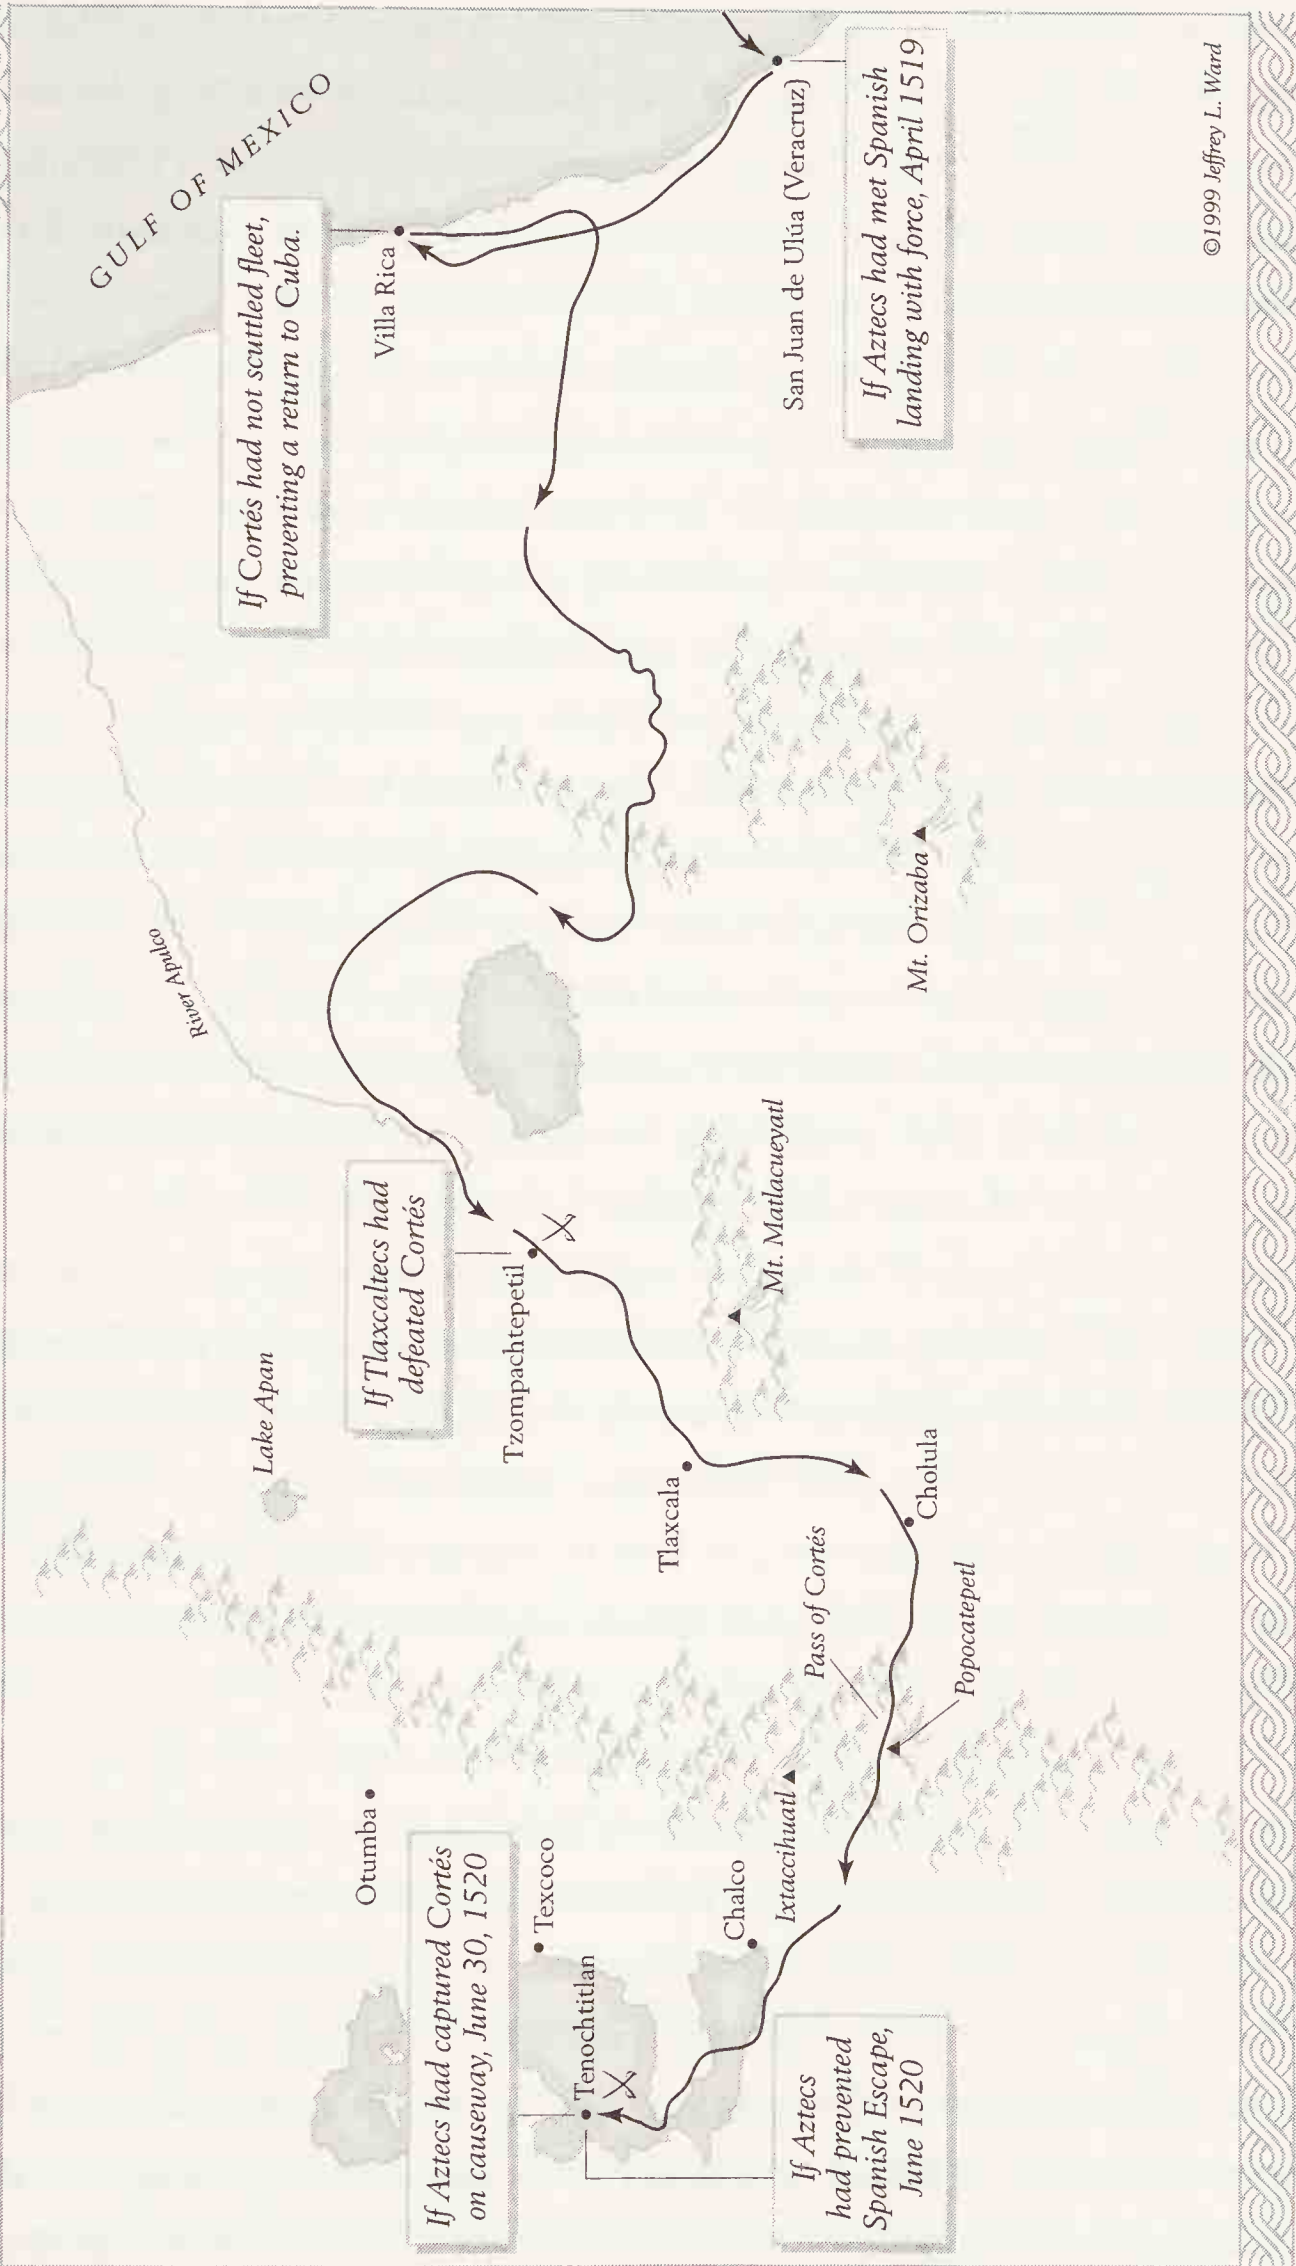 GULF OF MEXICO
If Cortés had not scuttled fleet,
preventing a return to Cuba.
Villa Rica
San Juan de Ulúa (Veracruz)
If Aztecs had met Spanish
landing with force, April 1519
River Apulco
Mt. Orizaba
If Tlaxcaltecs had
defeated Cortés
Tzompachtepetil
Mt. Matlacueyatl
Lake Apan
Tlaxcala
Cholula
Pass of Cortés
Popocatepetl
Ixtaccihuatl
Otumba
If Aztecs had captured Cortés
on causeway, June 30, 1520
Texcoco
Tenochtitlan
Chalco
If Aztecs
had prevented
Spanish Escape,
June 1520
©1999 Jeffrey L. Ward